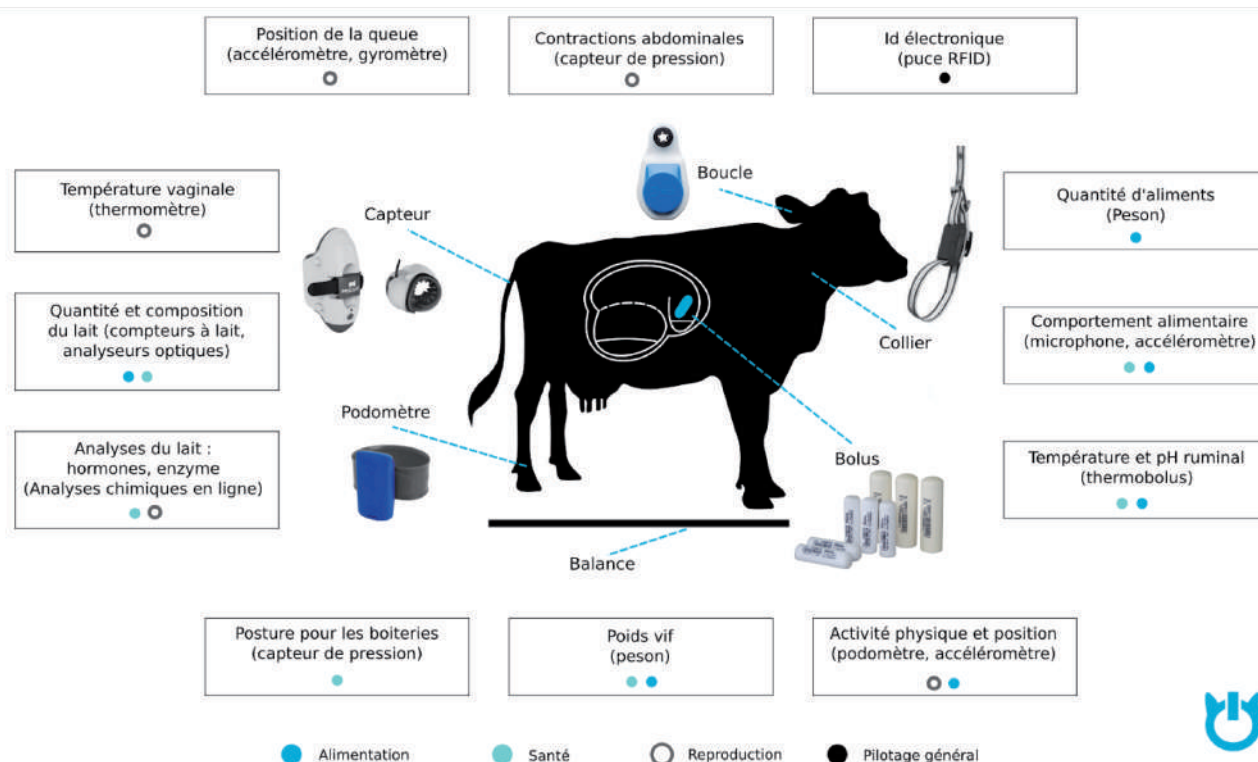 Position de la queue
(accéléromètre, gyromètre)
Contractions abdominales
(capteur de pression)
Id électronique
(puce RFID)
Température vaginale
(thermomètre)
Capteur
Boucle
Quantité d'aliments
(Peson)
Quantité et composition
du lait (compteurs à lait,
analyseurs optiques)
Collier
Comportement alimentaire
(microphone, accéléromètre)
Podomètre
Analyses du lait :
hormones, enzyme
(Analyses chimiques en ligne)
Bolus
Température et pH ruminal
(thermobolus)
Balance
Posture pour les boiteries
(capteur de pression)
Poids vif
(peson)
Activité physique et position
(podomètre, accéléromètre)
Alimentation
Santé
Reproduction
Pilotage général